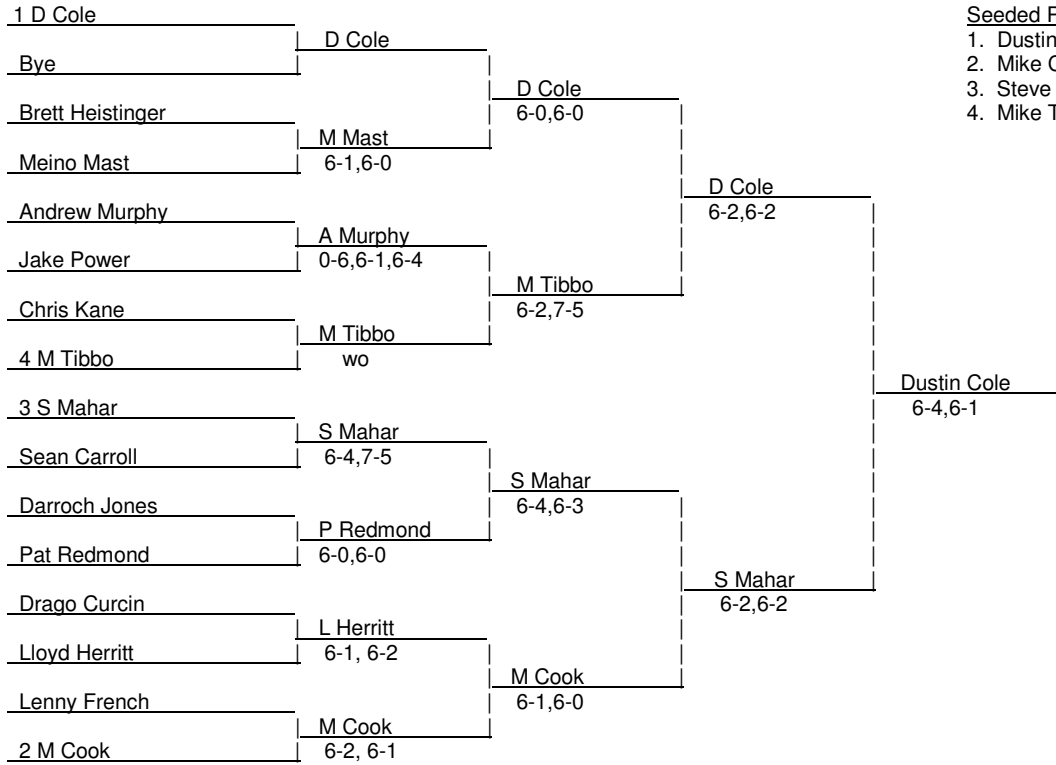 1 D Cole
Bye
Brett Heistinger
Meino Mast
Andrew Murphy
Jake Power
Chris Kane
4 M Tibbo
3 S Mahar
Sean Carroll
Darroch Jones
Pat Redmond
Drago Curcin
Lloyd Herritt
Lenny French
2 M Cook
D Cole
M Mast
6-1,6-0
A Murphy
0-6,6-1,6-4
M Tibbo
wo
S Mahar
6-4,7-5
P Redmond
6-0,6-0
L Herritt
6-1, 6-2
M Cook
6-2, 6-1
D Cole
6-0,6-0
M Tibbo
6-2,7-5
S Mahar
6-4,6-3
M Cook
6-1,6-0
D Cole
6-2,6-2
S Mahar
6-2,6-2
Dustin Cole
6-4,6-1
Seeded
1. Dustin
2. Mike
3. Steve
4. Mike